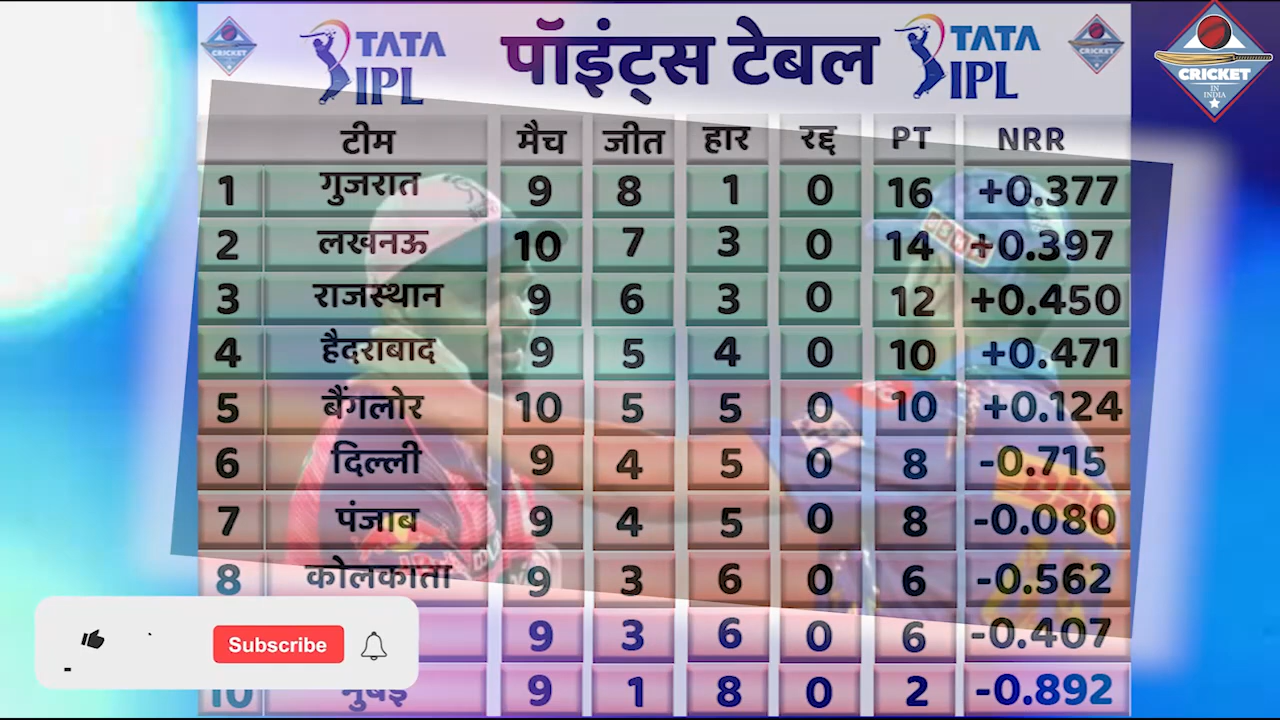 TATA IPL पॉइंट्स टेबल TATA IPL
CRICKET IN INDIA
टीम मैच जीत हार रद्द PT NRR
1 गुजरात 9 8 1 0 16 +0.377
2 लखनऊ 10 7 3 0 14 +0.397
3 राजस्थान 9 6 3 0 12 +0.450
4 हैदराबाद 9 5 4 0 10 +0.471
5 बैंगलोर 10 5 5 0 10 +0.124
6 दिल्ली 9 4 5 0 8 -0.715
7 पंजाब 9 4 5 0 8 -0.080
8 कोलकाता 9 3 6 0 6 -0.562
9 3 6 0 6 -0.407
10 मुंबई 9 1 8 0 2 -0.892
Subscribe